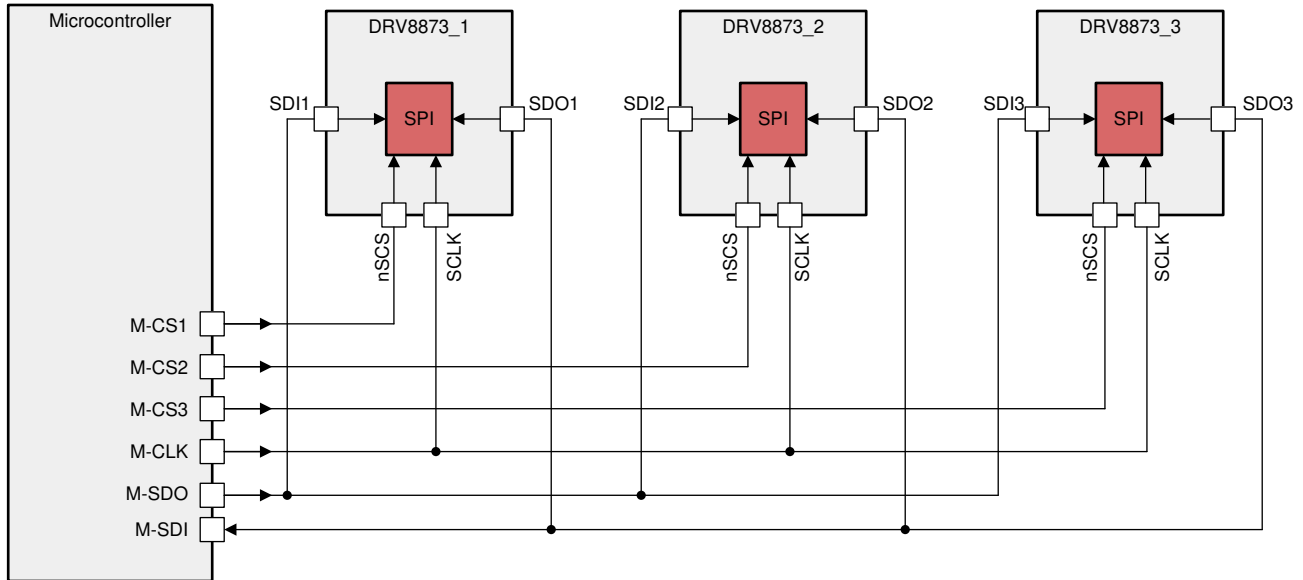 Microcontroller
DRV8873_1
DRV8873_2
DRV8873_3
SDI1
SPI
SDO1
SDI2
SPI
SDO2
SDI3
SPI
SDO3
nSCS
SCLK
nSCS
SCLK
nSCS
SCLK
M-CS1
M-CS2
M-CS3
M-CLK
M-SDO
M-SDI